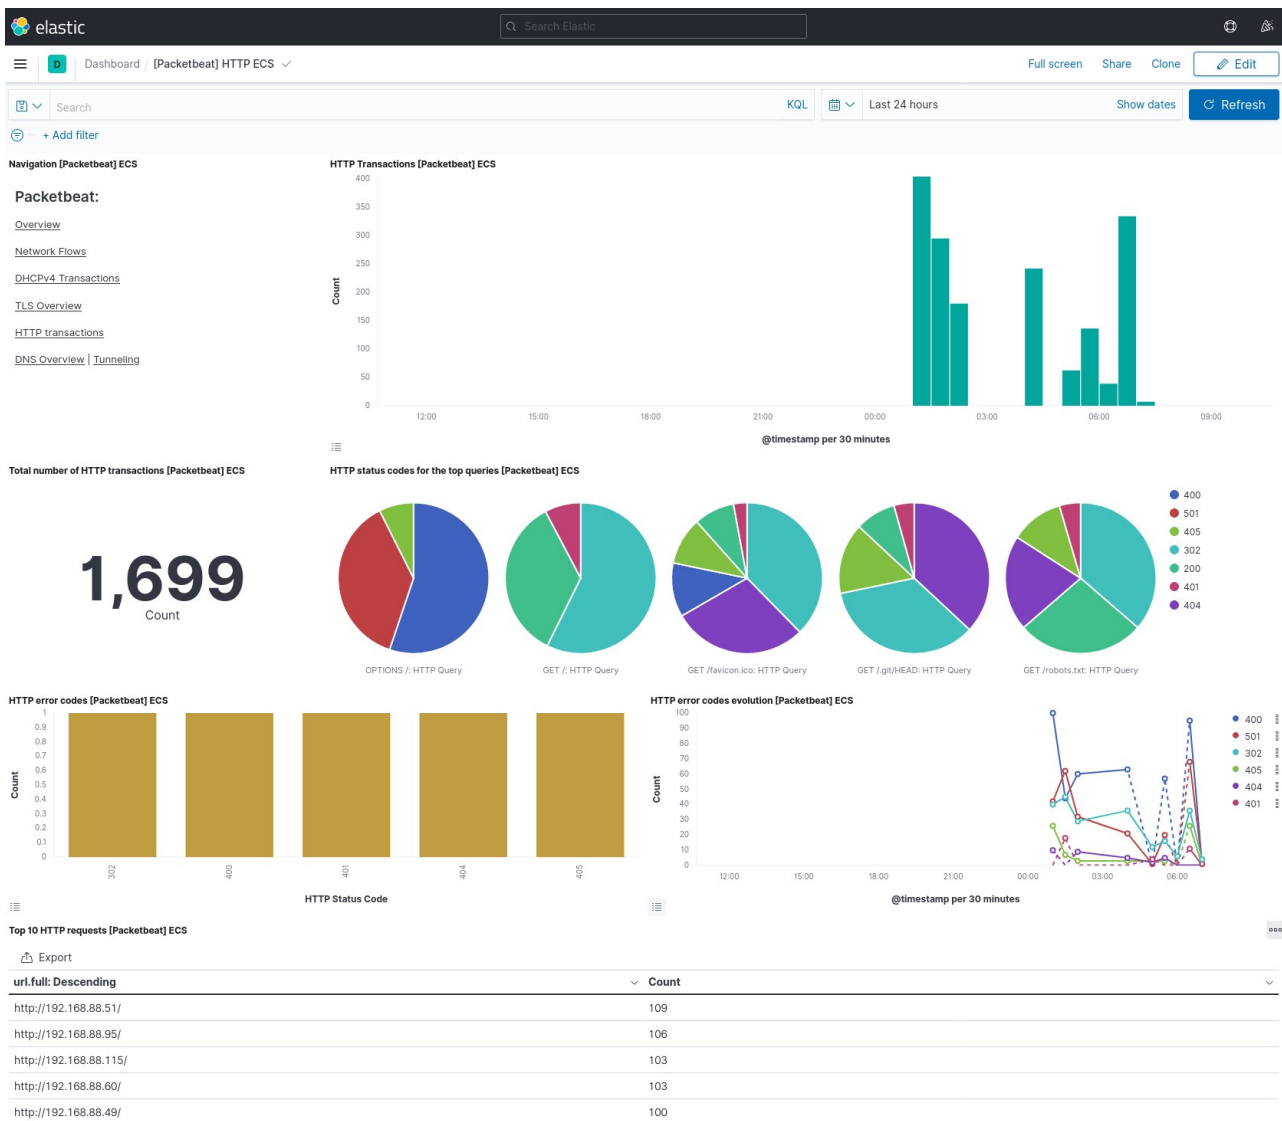 elastic
Search Elastic
D
Dashboard / [Packetbeat] HTTP ECS
Full screen
Share
Clone
Edit
Search
KQL
Last 24 hours
Show dates
Refresh
+ Add filter
Navigation [Packetbeat] ECS
Packetbeat:
Overview
Network Flows
DHCPv4 Transactions
TLS Overview
HTTP transactions
DNS Overview | Tunneling
HTTP Transactions [Packetbeat] ECS
400
350
300
250
200
150
100
50
0
Count
12:00 15:00 18:00 21:00 00:00 03:00 06:00 09:00
@timestamp per 30 minutes
Total number of HTTP transactions [Packetbeat] ECS
1,699
Count
HTTP status codes for the top queries [Packetbeat] ECS
OPTIONS /: HTTP Query
GET /: HTTP Query
GET /favicon.ico: HTTP Query
GET /.git/HEAD: HTTP Query
GET /robots.txt: HTTP Query
400
501
405
302
200
401
404
HTTP error codes [Packetbeat] ECS
1
0.9
0.8
0.7
0.6
0.5
0.4
0.3
0.2
0.1
0
Count
302 400 401 404 405
HTTP Status Code
HTTP error codes evolution [Packetbeat] ECS
100
90
80
70
60
50
40
30
20
10
0
Count
12:00 15:00 18:00 21:00 00:00 03:00 06:00
@timestamp per 30 minutes
400
501
302
405
404
401
Top 10 HTTP requests [Packetbeat] ECS
Export
url.full: Descending Count
http://192.168.88.51/ 109
http://192.168.88.95/ 106
http://192.168.88.115/ 103
http://192.168.88.60/ 103
http://192.168.88.49/ 100